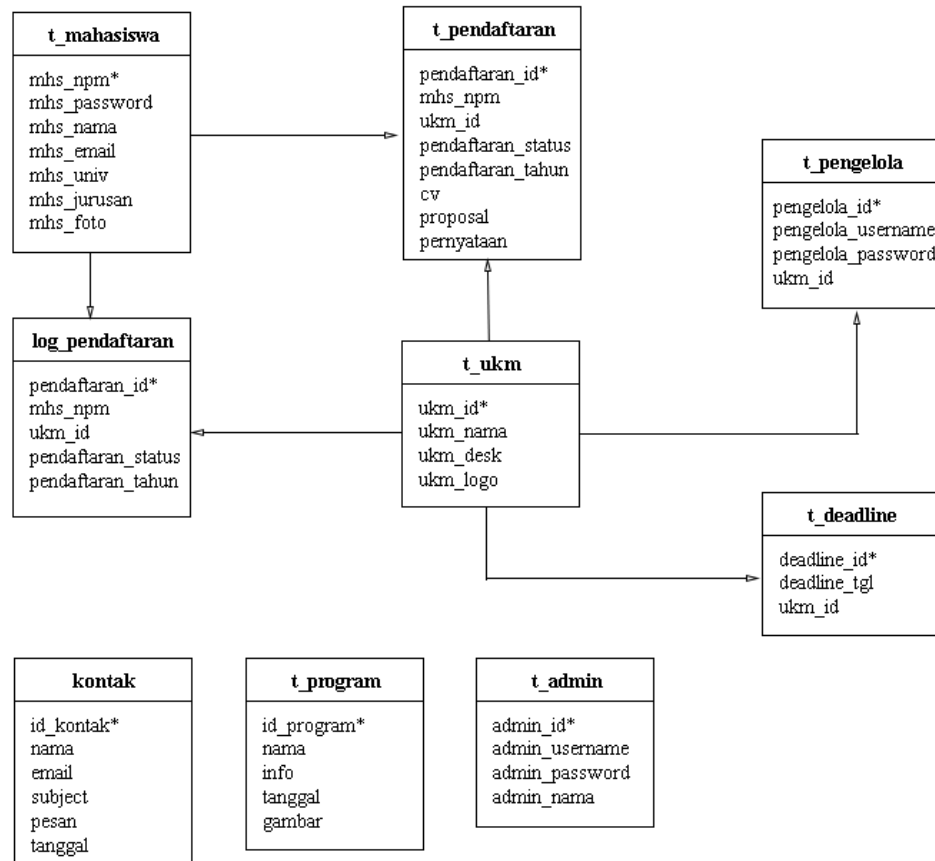 t_mahasiswa
mhs_npm*
mhs_password
mhs_nama
mhs_email
mhs_univ
mhs_jurusan
mhs_foto
t_pendaftaran
pendaftaran_id*
mhs_npm
ukm_id
pendaftaran_status
pendaftaran_tahun
cv
proposal
pernyataan
t_pengelola
pengelola_id*
pengelola_username
pengelola_password
ukm_id
log_pendaftaran
pendaftaran_id*
mhs_npm
ukm_id
pendaftaran_status
pendaftaran_tahun
t_ukm
ukm_id*
ukm_nama
ukm_desk
ukm_logo
t_deadline
deadline_id*
deadline_tgl
ukm_id
kontak
id_kontak*
nama
email
subject
pesan
tanggal
t_program
id_program*
nama
info
tanggal
gambar
t_admin
admin_id*
admin_username
admin_password
admin_nama